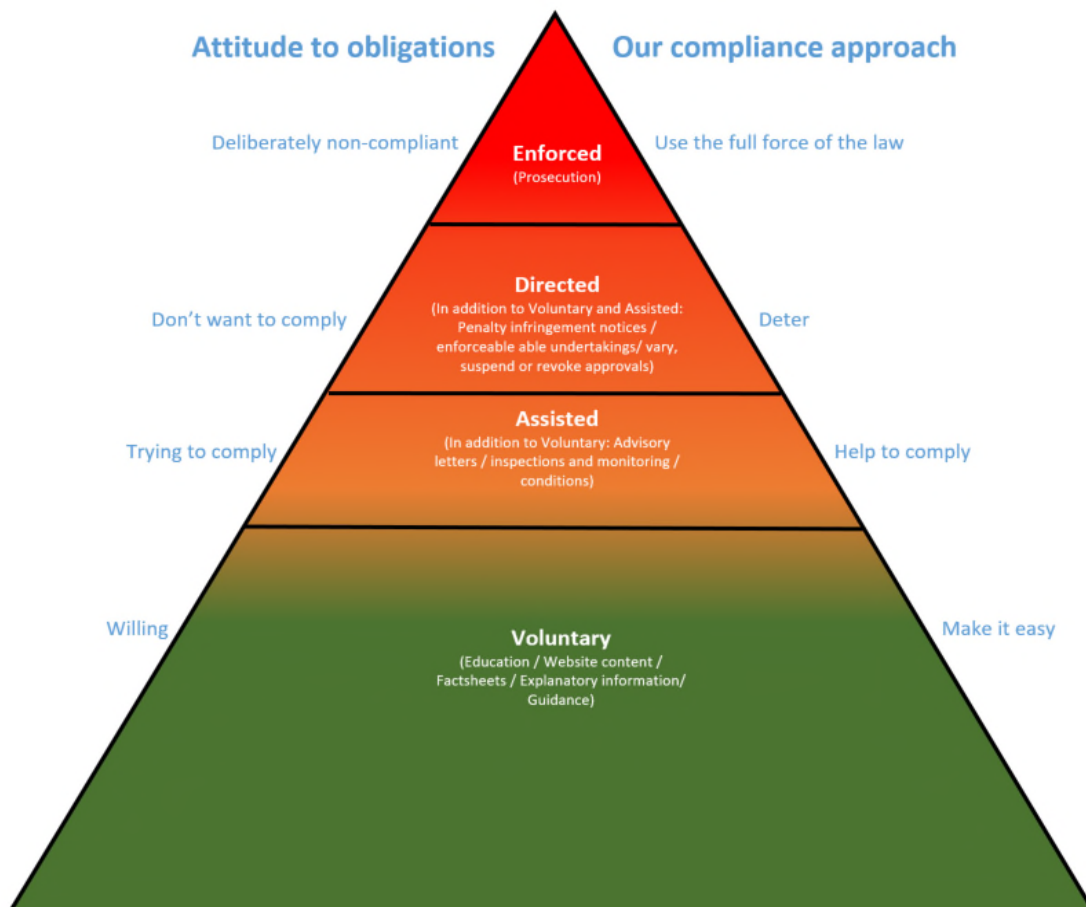 Attitude to obligations
Our compliance approach
Deliberately non-compliant
Enforced
(Prosecution)
Use the full force of the law
Don't want to comply
Directed
(In addition to Voluntary and Assisted:
Penalty infringement notices /
enforceable able undertakings/ vary,
suspend or revoke approvals)
Deter
Trying to comply
Assisted
(In addition to Voluntary: Advisory
letters / inspections and monitoring /
conditions)
Help to comply
Willing
Voluntary
(Education / Website content /
Factsheets / Explanatory information/
Guidance)
Make it easy